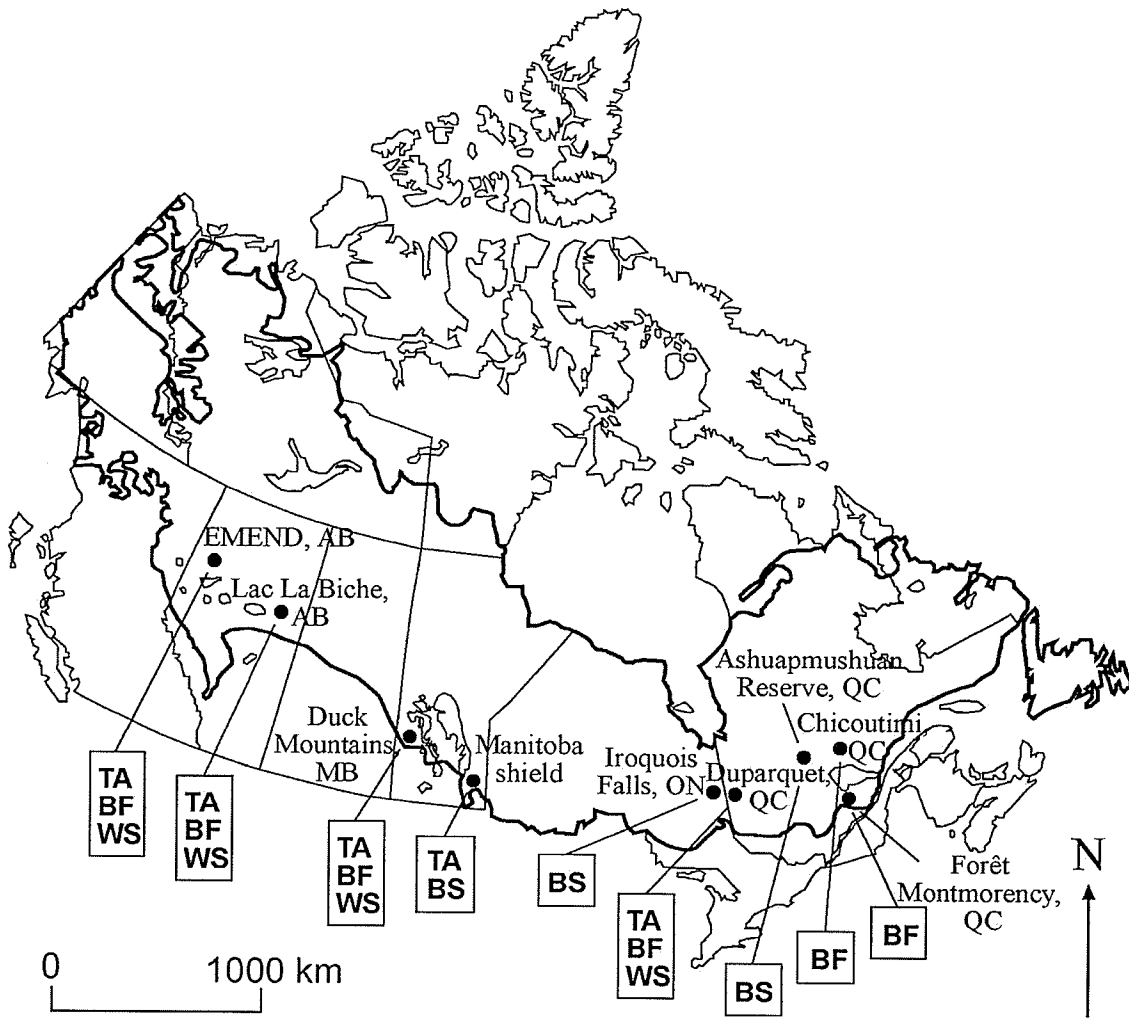 EMEND, AB
Lac La Biche,
AB
Ashuapmushuan
Reserve, QC
Chicoutimi
QC
Duck
Mountains
MB
Manitoba
shield
Iroquois
Falls, ON
Duparquet,
QC
TA
BF
WS
TA
BF
WS
TA
BF
WS
TA
BS
BS
TA
BF
WS
BS
BF
BF
Forêt
Montmorency,
QC
N
0 1000 km